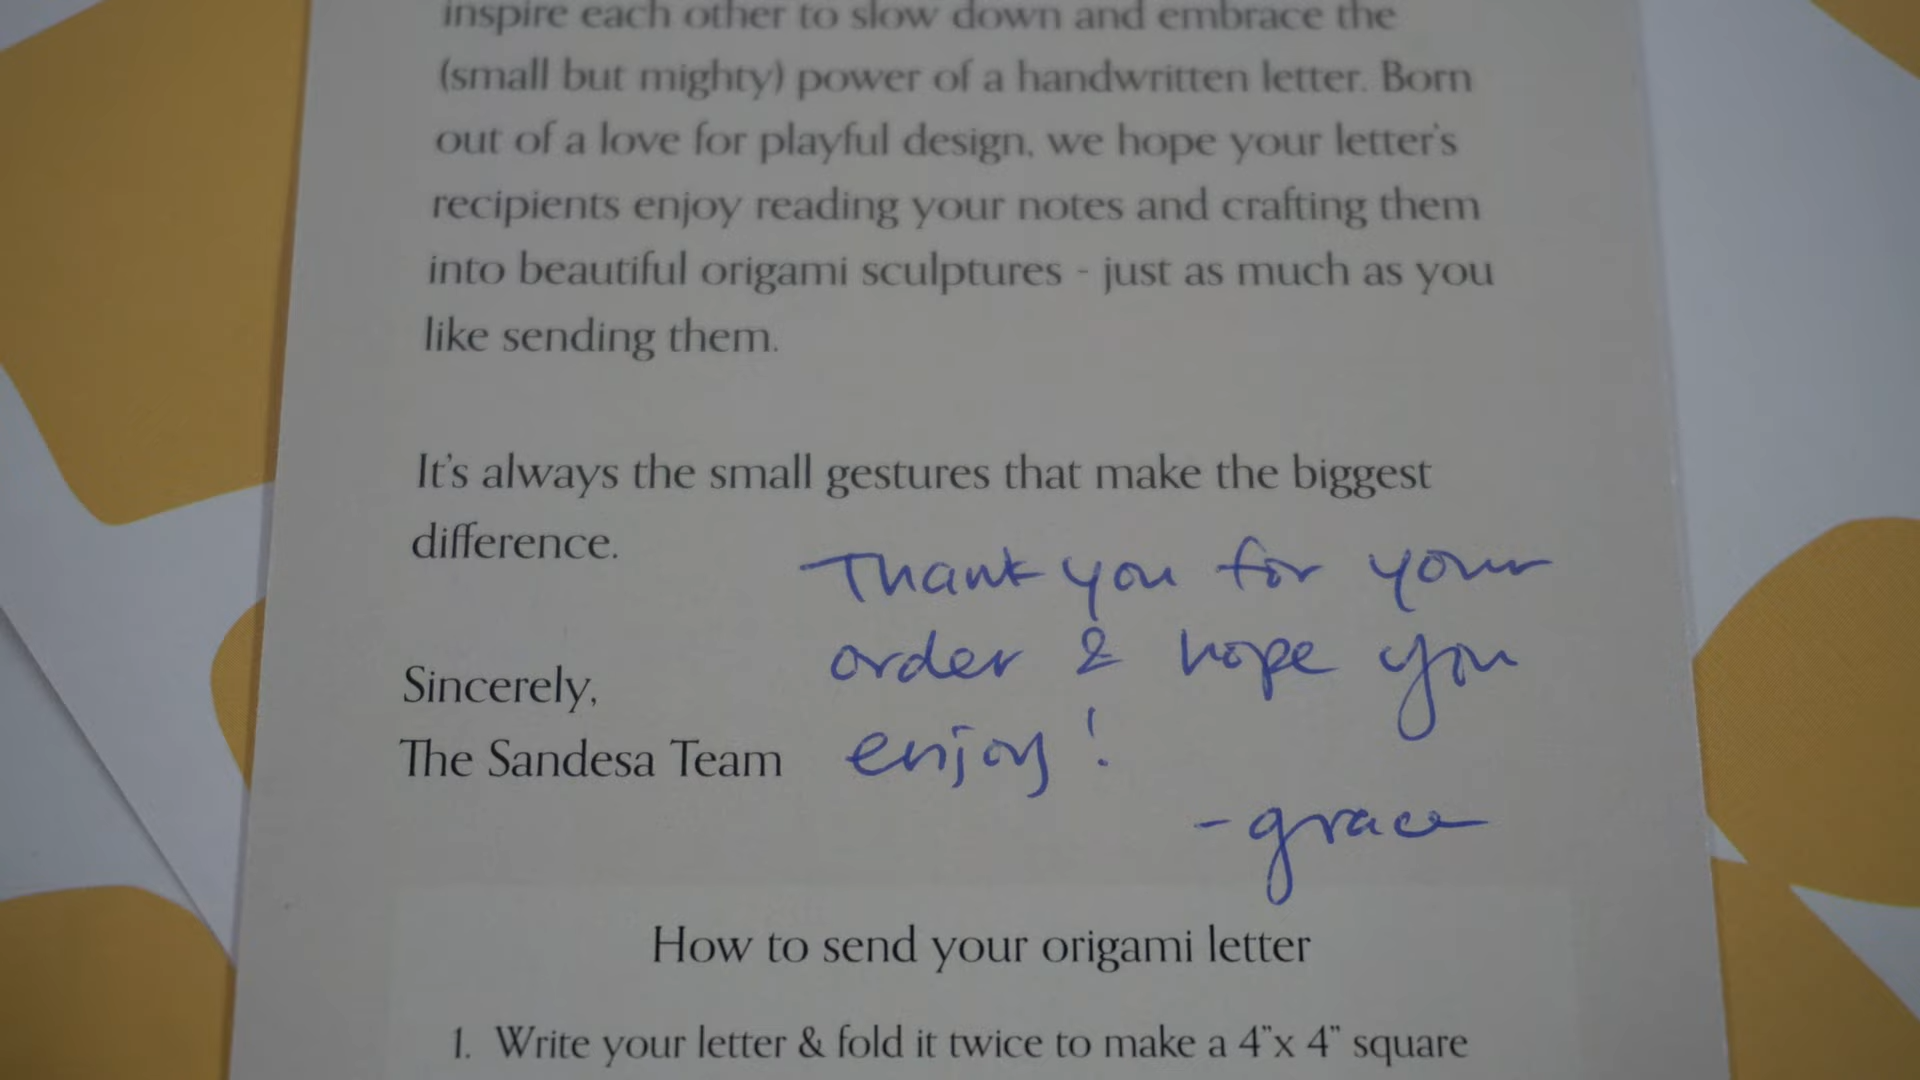 inspire each other to slow down and embrace the
(small but mighty) power of a handwritten letter. Born
out of a love for playful design, we hope your letter's
recipients enjoy reading your notes and crafting them
into beautiful origami sculptures - just as much as you
like sending them.
It's always the small gestures that make the biggest
difference.
Thank you for your
order & hope you
enjoy!
- grace
Sincerely,
The Sandesa Team
How to send your origami letter
1. Write your letter & fold it twice to make a 4"x 4" square